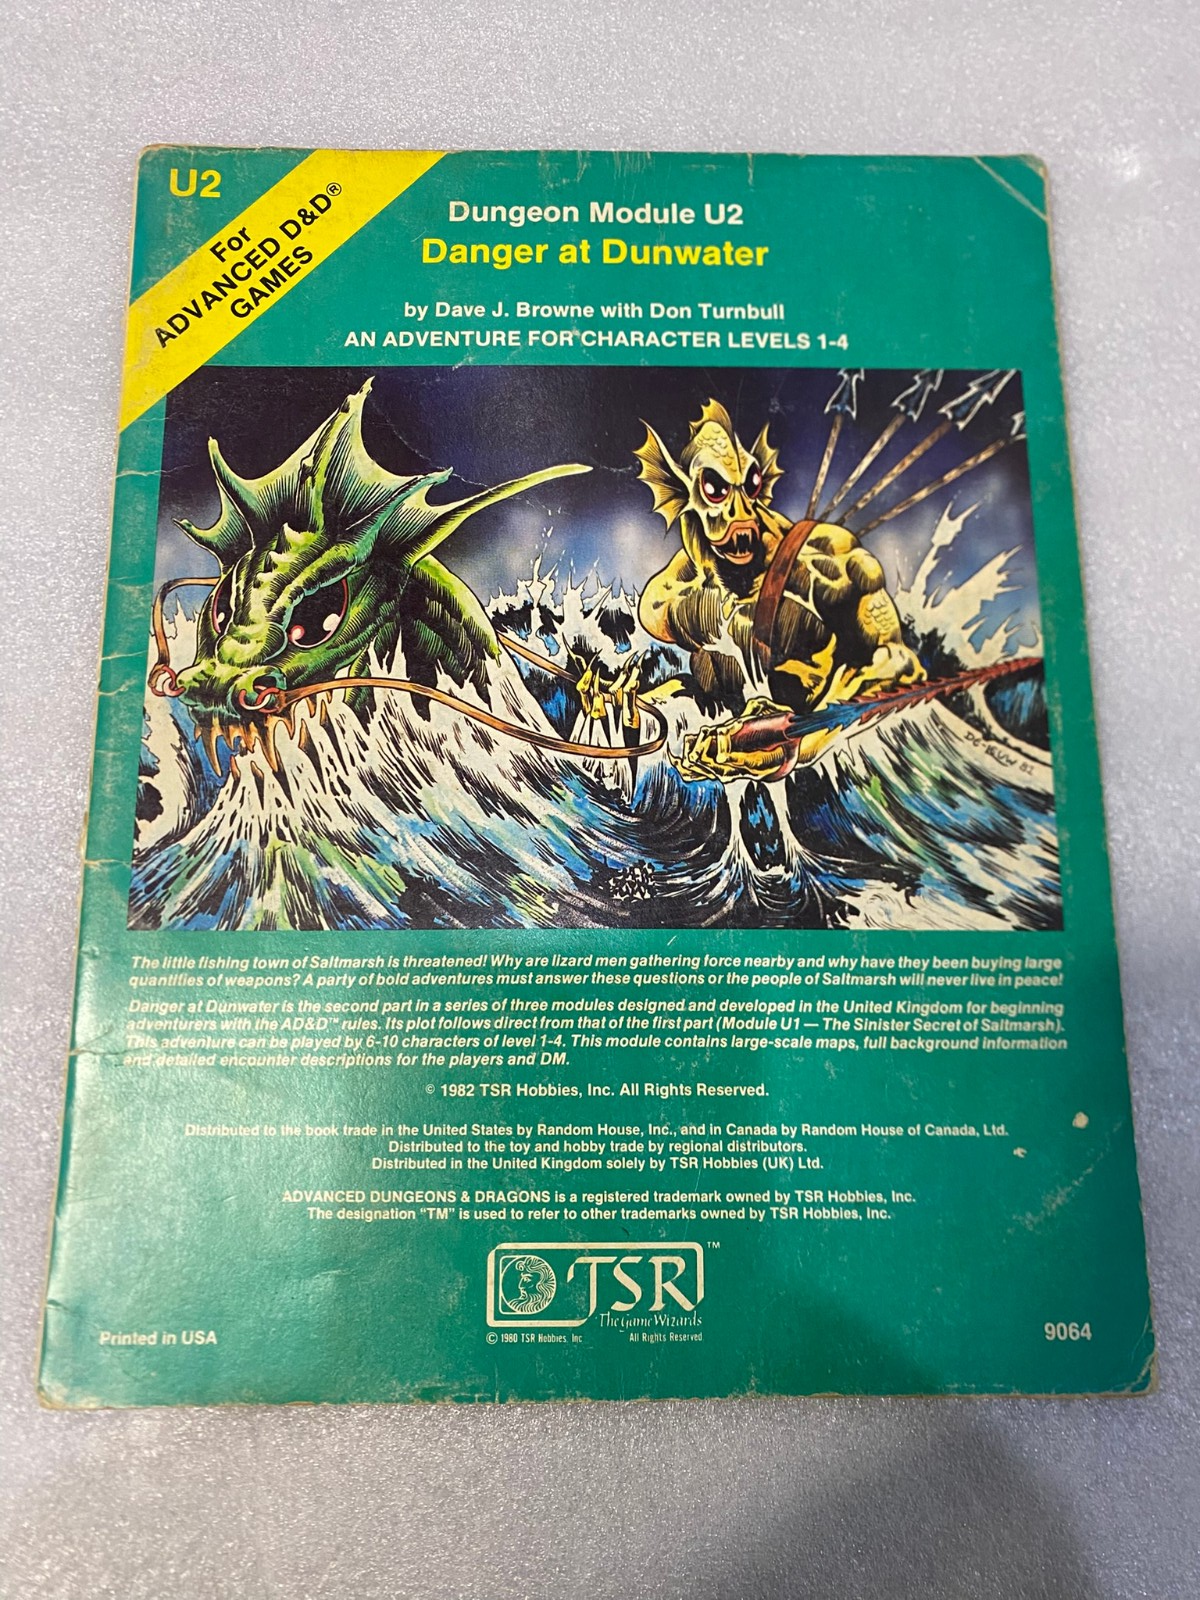 U2
For
ADVANCED D&D®
GAMES
Dungeon Module U2
Danger at Dunwater
by Dave J. Browne with Don Turnbull
AN ADVENTURE FOR CHARACTER LEVELS 1-4
The little fishing town of Saltmarsh is threatened! Why are lizard men gathering force nearby and why have they been buying large
quantities of weapons? A party of bold adventures must answer these questions or the people of Saltmarsh will never live in peace!
Danger at Dunwater is the second part in a series of three modules designed and developed in the United Kingdom for beginning
adventurers with the AD&D™ rules. Its plot follows direct from that of the first part (Module U1 — The Sinister Secret of Saltmarsh).
This adventure can be played by 6-10 characters of level 1-4. This module contains large-scale maps, full background information
and detailed encounter descriptions for the players and DM.
© 1982 TSR Hobbies, Inc. All Rights Reserved.
Distributed to the book trade in the United States by Random House, Inc., and in Canada by Random House of Canada, Ltd.
Distributed to the toy and hobby trade by regional distributors.
Distributed in the United Kingdom solely by TSR Hobbies (UK) Ltd.
ADVANCED DUNGEONS & DRAGONS is a registered trademark owned by TSR Hobbies, Inc.
The designation “TM” is used to refer to other trademarks owned by TSR Hobbies, Inc.
TSR™
The Game Wizards
© 1980 TSR Hobbies, Inc All Rights Reserved
Printed in USA
9064